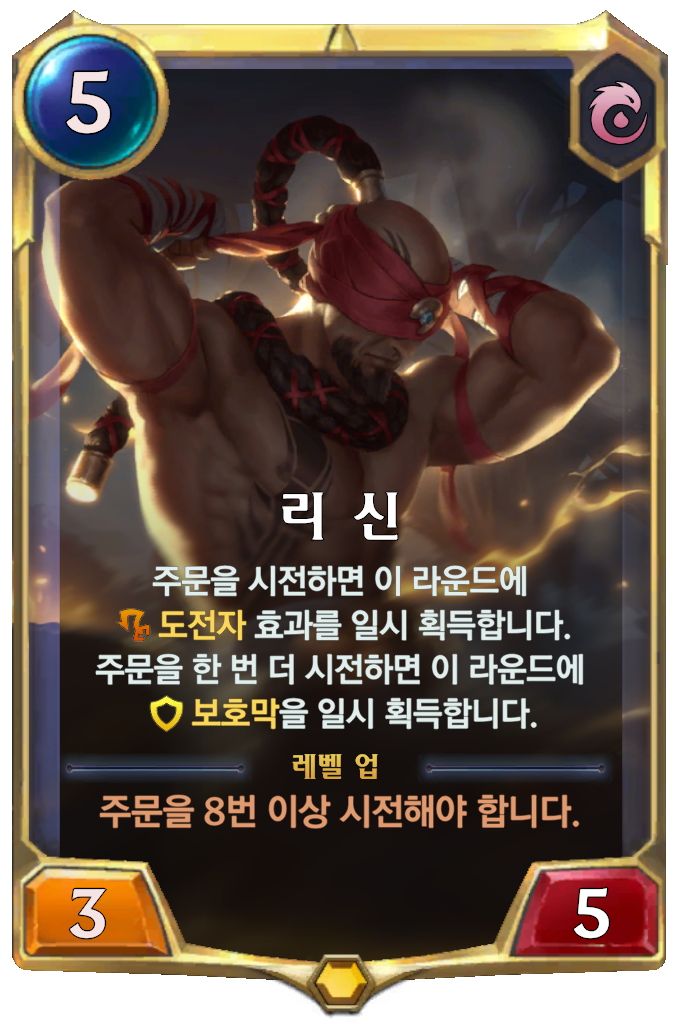 5
리 신
주문을 시전하면 이 라운드에
도전자 효과를 일시 획득합니다.
주문을 한 번 더 시전하면 이 라운드에
보호막을 일시 획득합니다.
레벨 업
주문을 8번 이상 시전해야 합니다.
3
5